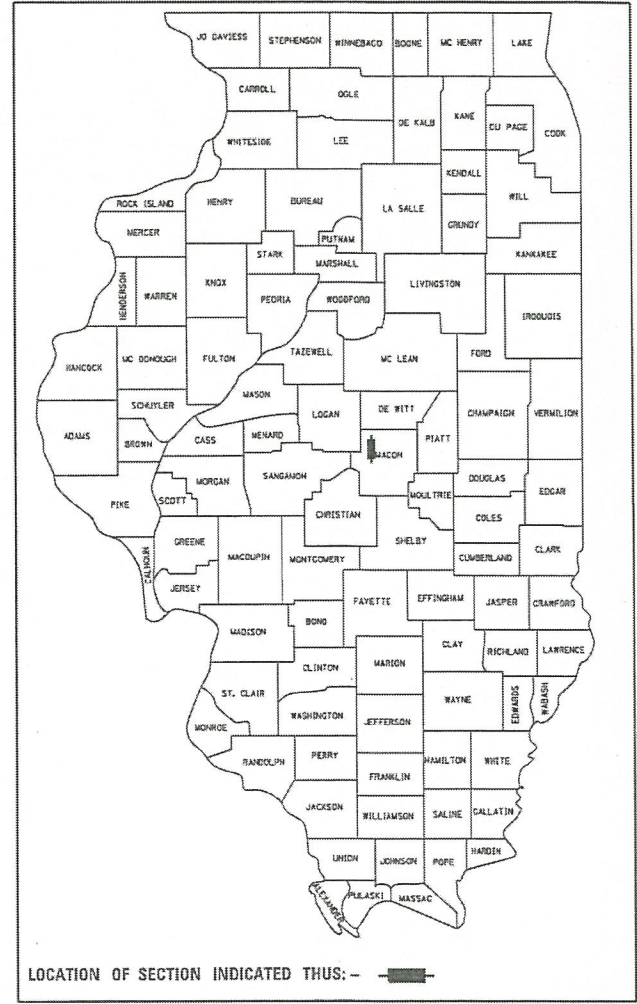 JO DAVIESS
STEPHENSON
WINNEBAGO
BOONE
MC HENRY
LAKE
CARROLL
OGLE
DE KALB
KANE
DU PAGE
COOK
WHITESIDE
LEE
KENDALL
WILL
ROCK ISLAND
HENRY
BUREAU
LA SALLE
GRUNDY
MERCER
PUTNAM
STARK
MARSHALL
KANKAKEE
HENDERSON
WARREN
KNOX
PEORIA
WOODFORD
LIVINGSTON
IROQUOIS
HANCOCK
MC DONOUGH
FULTON
TAZEWELL
MC LEAN
FORD
MASON
SCHUYLER
LOGAN
DE WITT
CHAMPAIGN
VERMILION
ADAMS
BROWN
CASS
MENARD
MACON
PIATT
PIKE
SCOTT
MORGAN
SANGAMON
CHRISTIAN
MOULTRIE
DOUGLAS
EDGAR
COLES
GREENE
MACOUPIN
MONTGOMERY
SHELBY
CUMBERLAND
CLARK
CALHOUN
JERSEY
FAYETTE
EFFINGHAM
JASPER
CRAWFORD
MADISON
BOND
CLAY
RICHLAND
LAWRENCE
CLINTON
MARION
ST. CLAIR
WAYNE
EDWARDS
WABASH
MONROE
WASHINGTON
JEFFERSON
RANDOLPH
PERRY
FRANKLIN
HAMILTON
WHITE
JACKSON
WILLIAMSON
SALINE
GALLATIN
UNION
JOHNSON
POPE
HARDIN
ALEXANDER
PULASKI
MASSAC
LOCATION OF SECTION INDICATED THUS: –